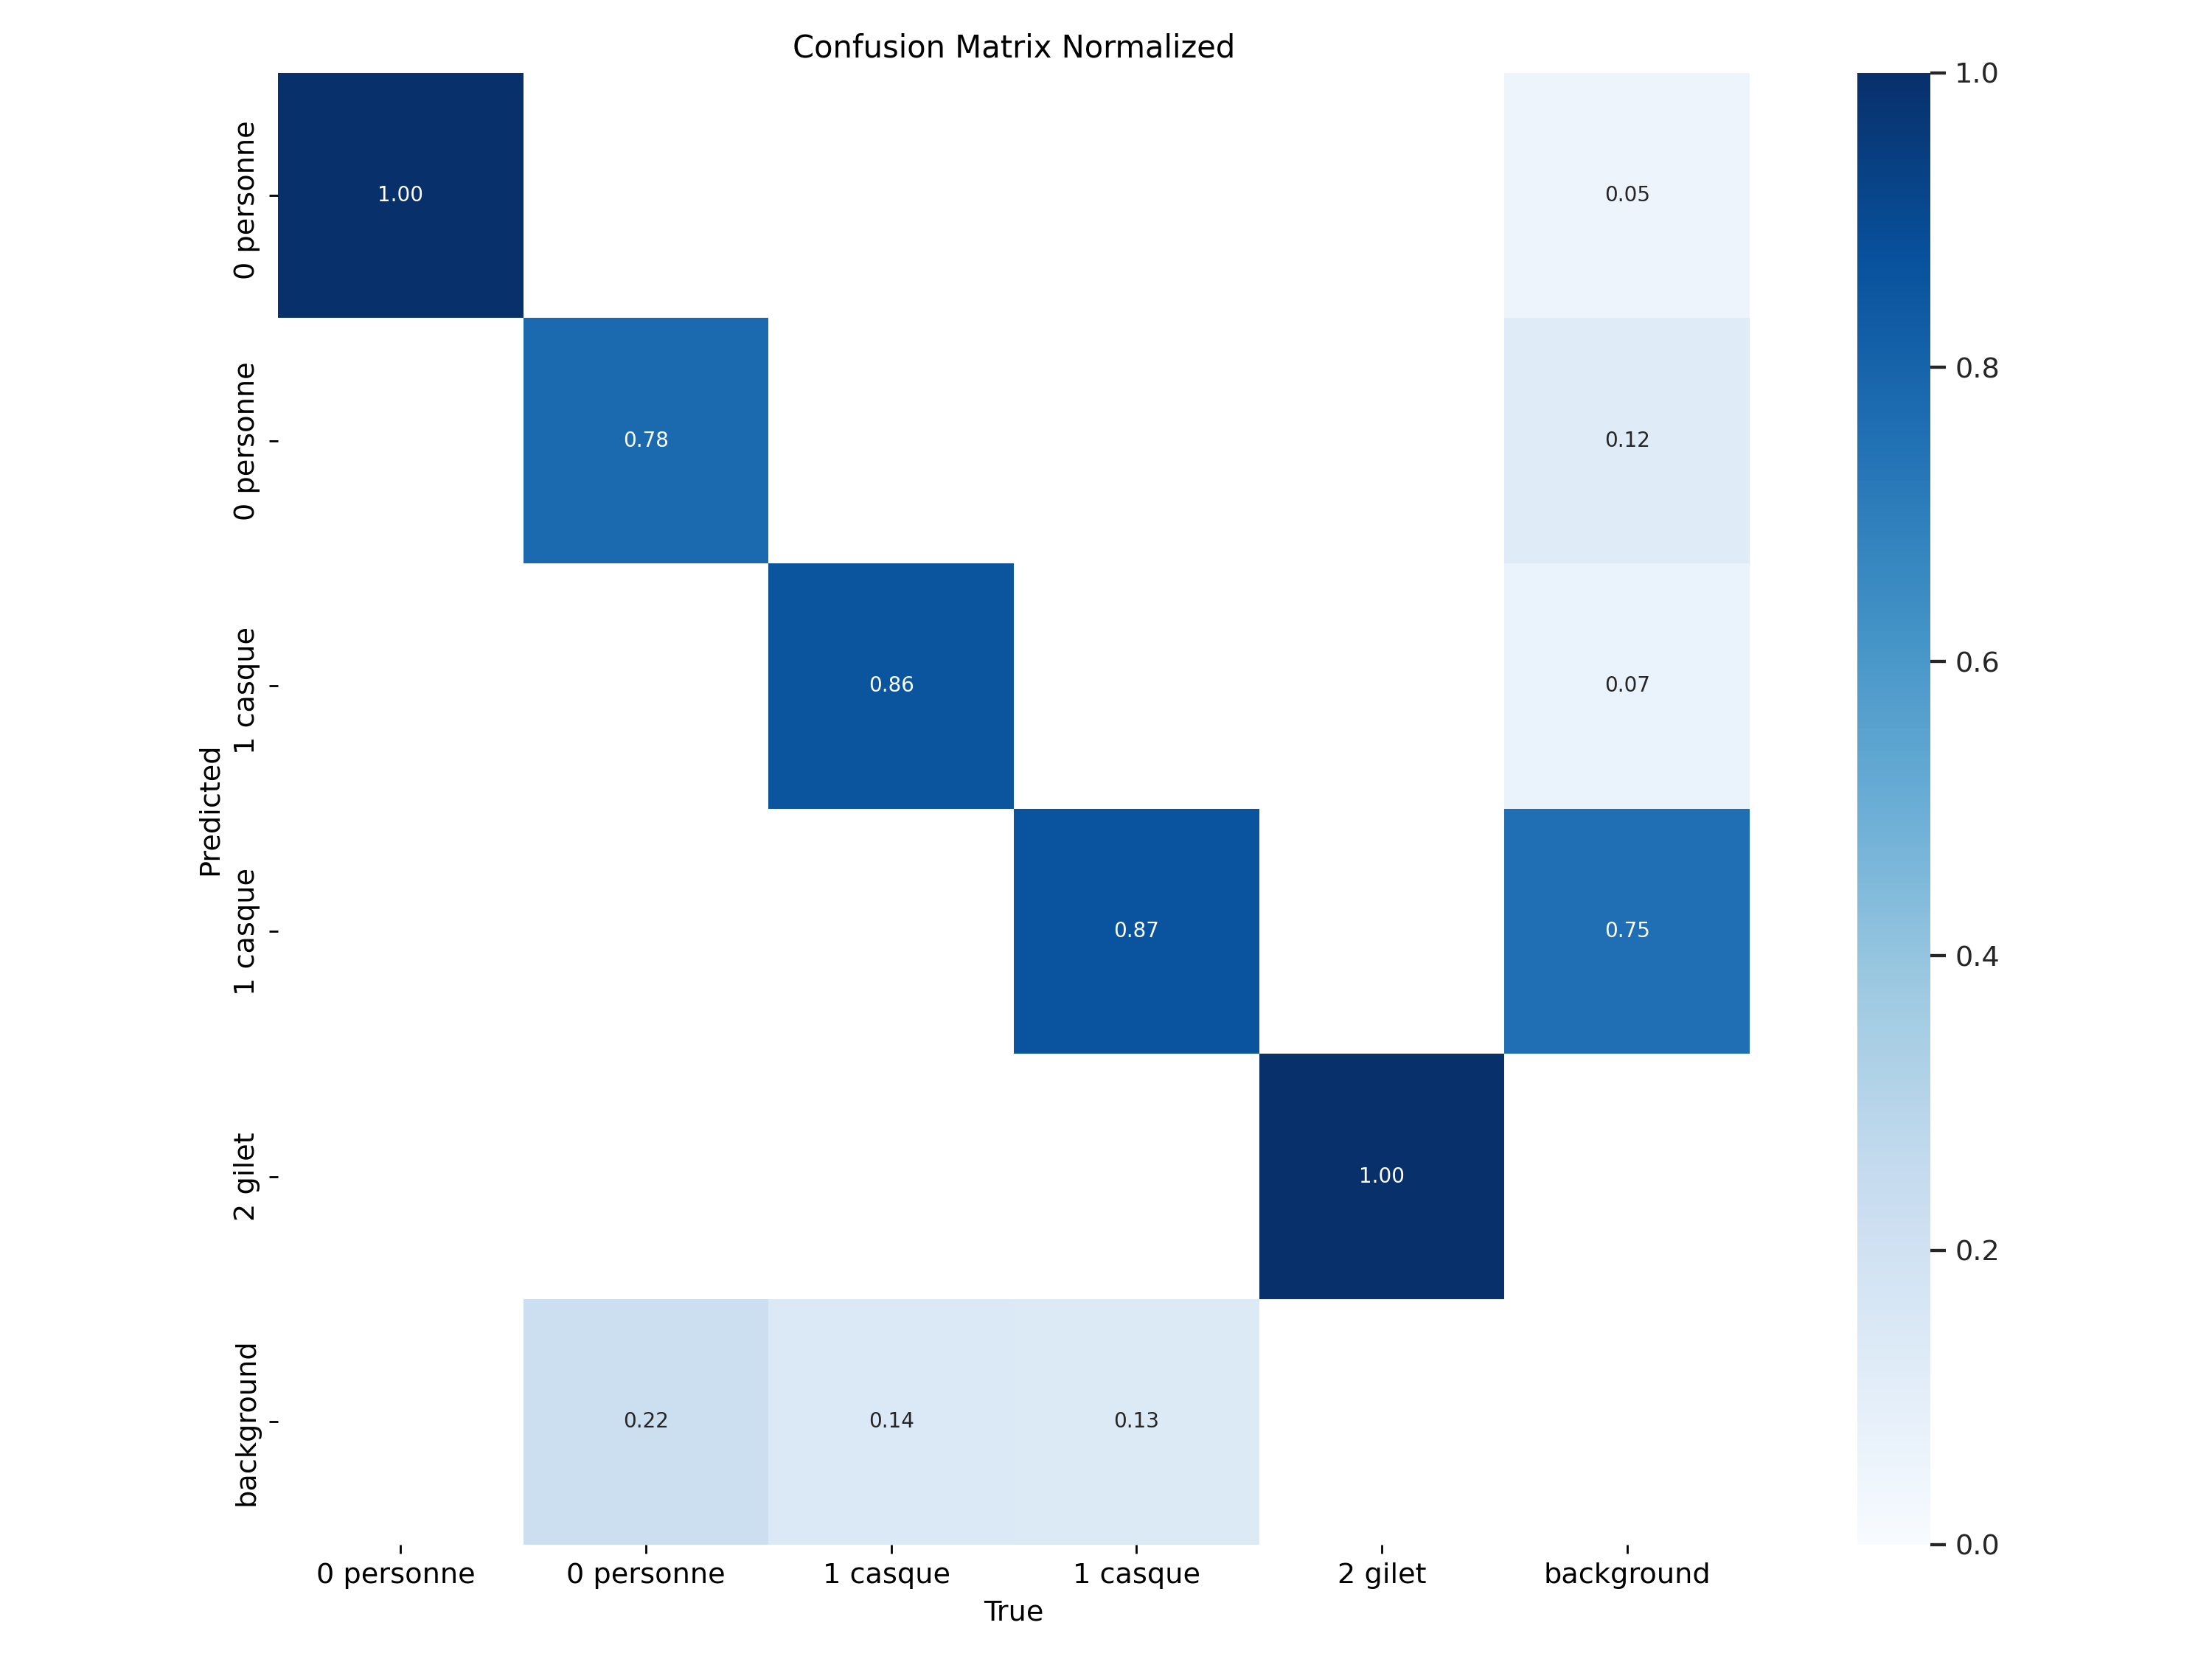 Confusion Matrix Normalized
0 personne
0 personne
1 casque
1 casque
2 gilet
background
Predicted
1.00
0.05
0.78
0.12
0.86
0.07
0.87
0.75
1.00
0.22
0.14
0.13
0 personne
0 personne
1 casque
1 casque
2 gilet
background
True
1.0
0.8
0.6
0.4
0.2
0.0